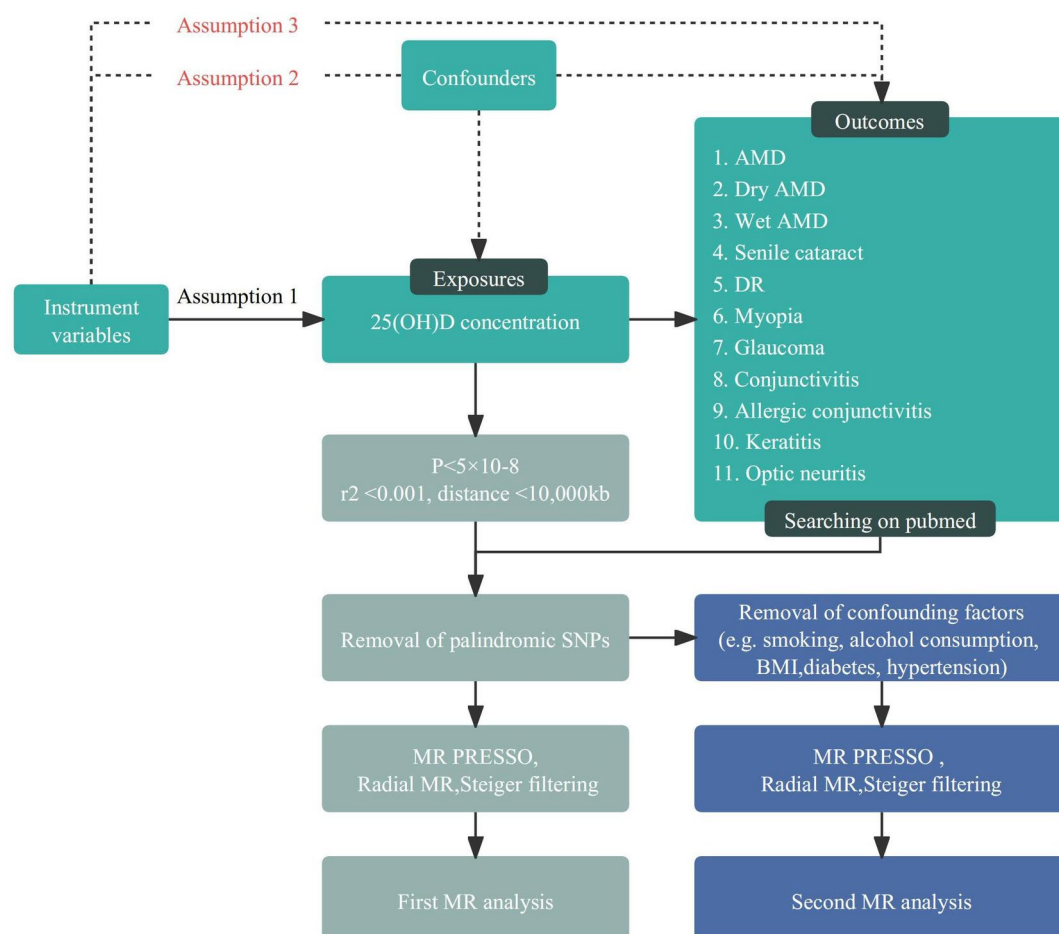 Assumption 3
Assumption 2
Confounders
Outcomes
1. AMD
2. Dry AMD
3. Wet AMD
4. Senile cataract
5. DR
6. Myopia
7. Glaucoma
8. Conjunctivitis
9. Allergic conjunctivitis
10. Keratitis
11. Optic neuritis
Searching on pubmed
Instrument
variables
Assumption 1
Exposures
25(OH)D concentration
P<5×10-8
r2 <0.001, distance <10,000kb
Removal of palindromic SNPs
Removal of confounding factors
(e.g. smoking, alcohol consumption,
BMI,diabetes, hypertension)
MR PRESSO,
Radial MR,Steiger filtering
MR PRESSO ,
Radial MR,Steiger filtering
First MR analysis
Second MR analysis